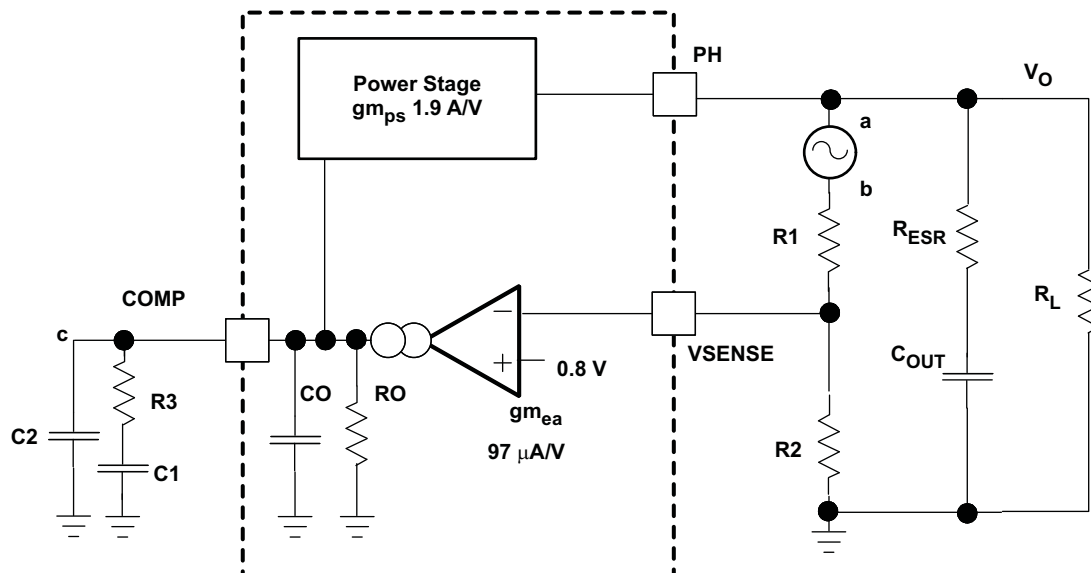 Power Stage
gm_ps 1.9 A/V
PH
V_O
a
b
R1
R_ESR
R_L
COMP
c
VSENSE
−
+
0.8 V
C_OUT
R3
CO
RO
gm_ea
C2
97 μA/V
R2
C1